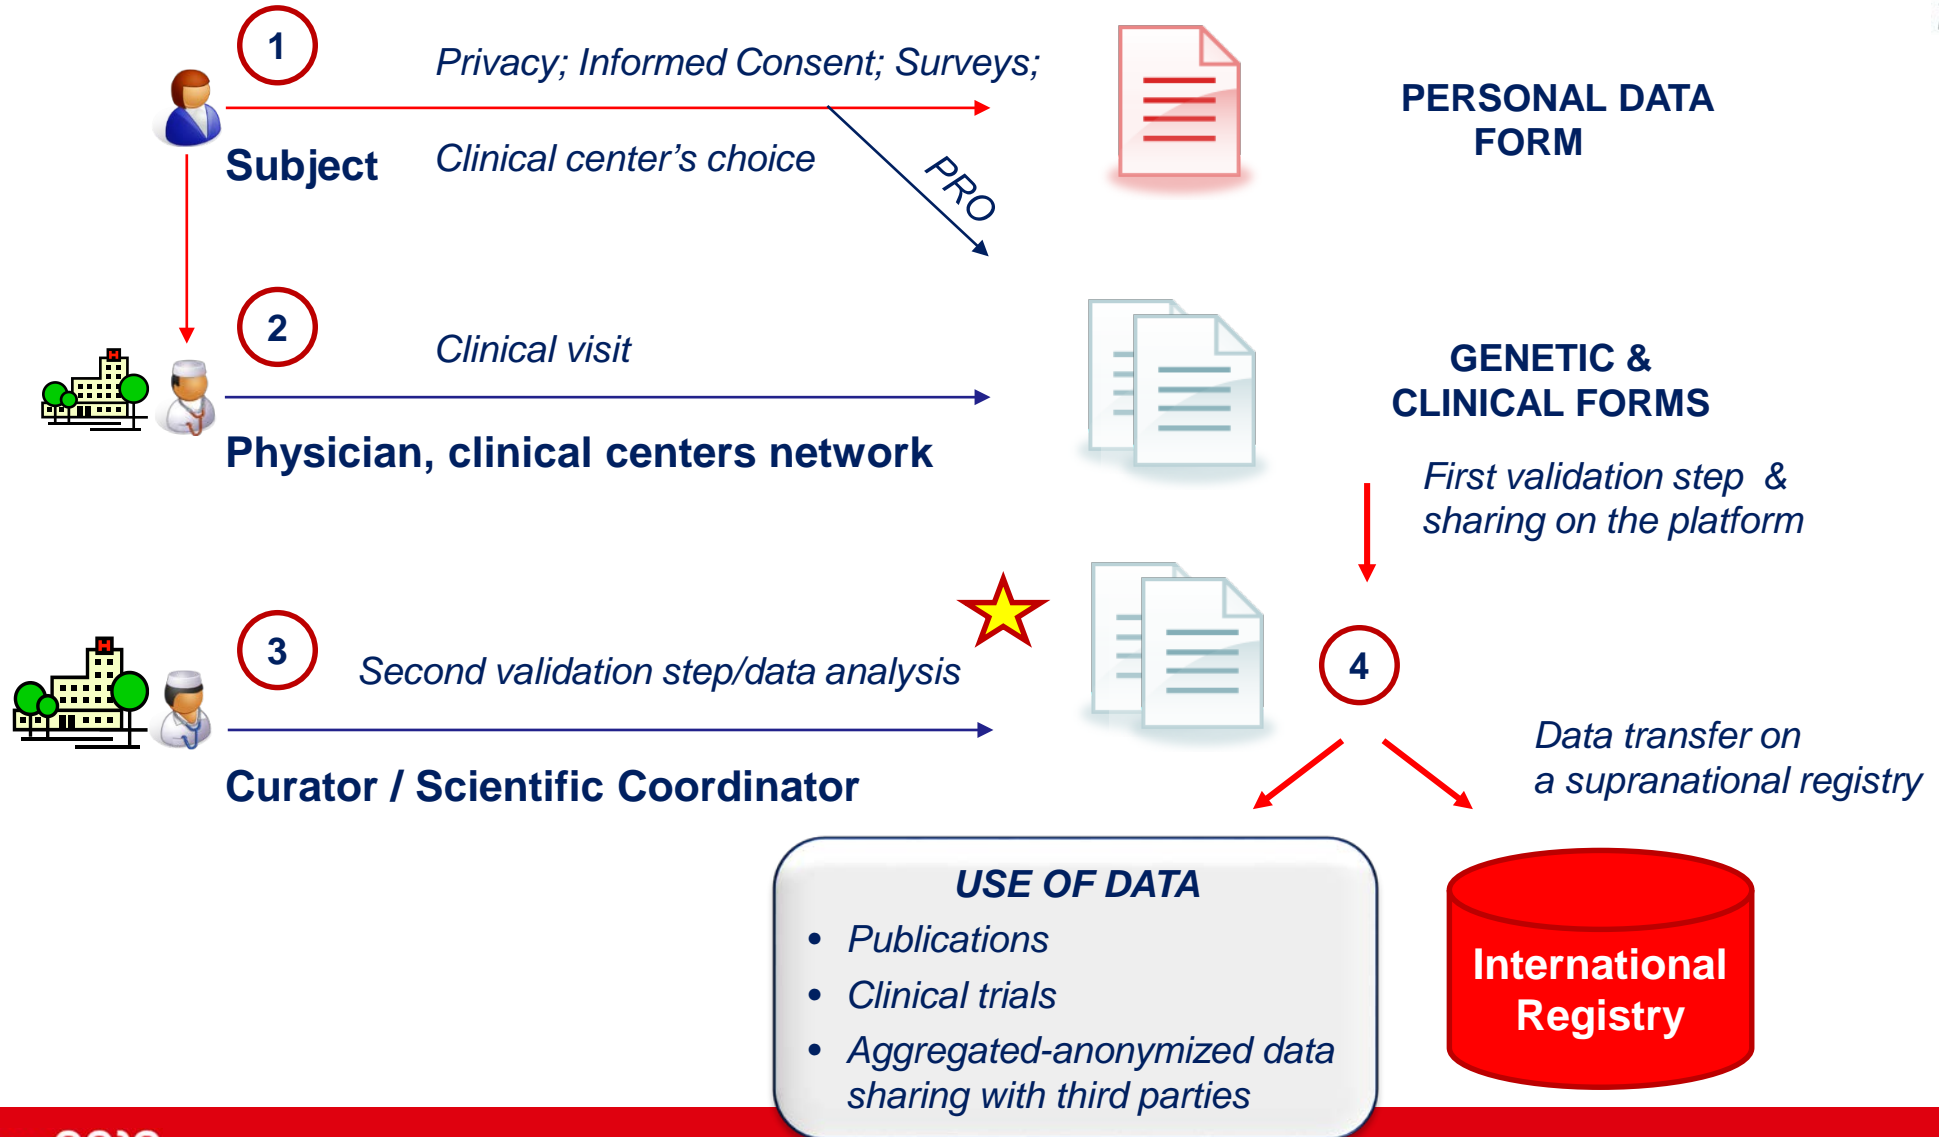 1
Privacy; Informed Consent; Surveys;
PERSONAL DATA
FORM
Subject
Clinical center’s choice
PRO
2
Clinical visit
GENETIC &
CLINICAL FORMS
Physician, clinical centers network
First validation step &
sharing on the platform
3
Second validation step/data analysis
4
Curator / Scientific Coordinator
Data transfer on
a supranational registry
USE OF DATA
• Publications
• Clinical trials
• Aggregated-anonymized data
sharing with third parties
International
Registry